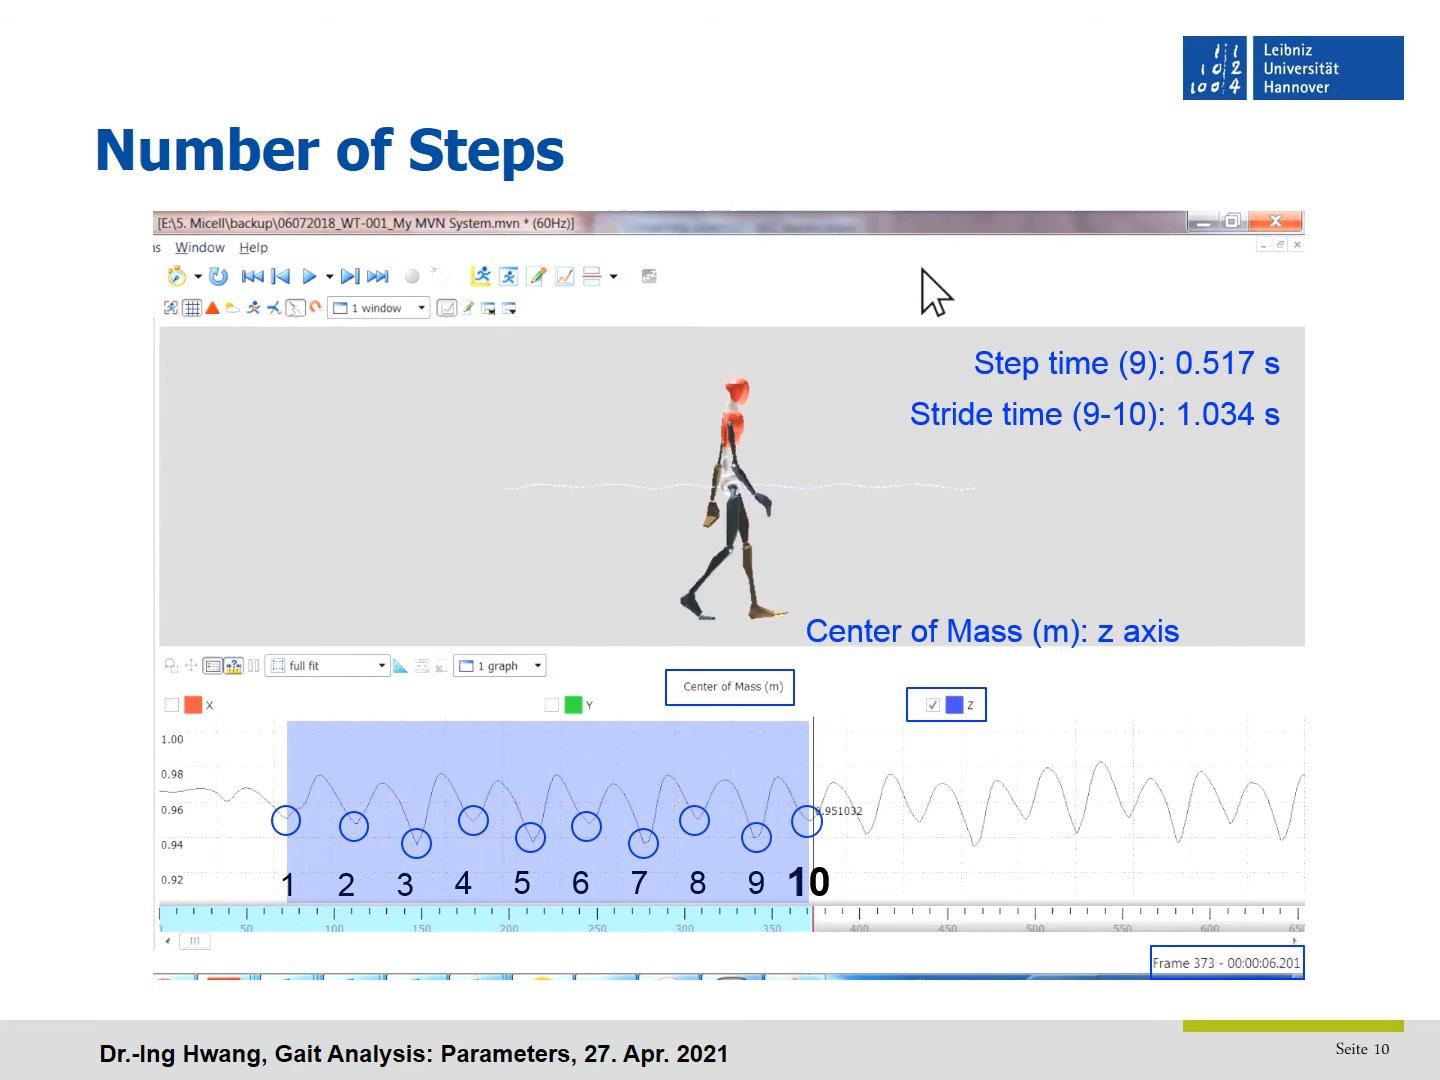 Leibniz
Universität
Hannover
Number of Steps
[E:\5. Micell\backup\06072018_WT-001_My MVN System.mvn * (60Hz)]
ns Window Help
1 window
Step time (9): 0.517 s
Stride time (9-10): 1.034 s
Center of Mass (m): z axis
full fit
1 graph
Center of Mass (m)
X
Y
Z
1.00
0.98
0.96
0.951032
0.94
0.92
1 2 3 4 5 6 7 8 9 10
50 100 150 200 250 300 350 400 450 500 550 600 650
Frame 373 - 00:00:06.201
Dr.-Ing Hwang, Gait Analysis: Parameters, 27. Apr. 2021
Seite 10